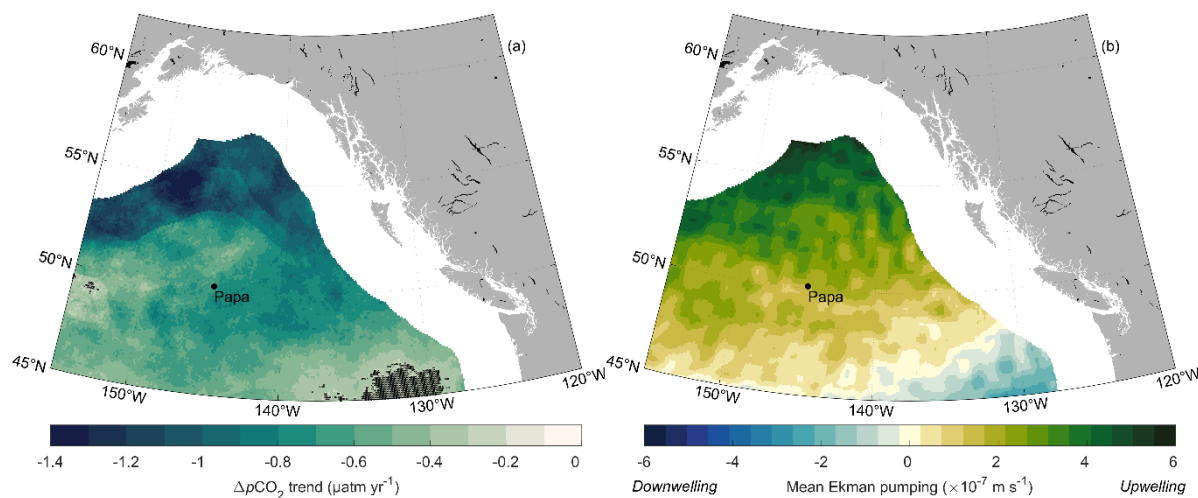 (a)
60°N
55°N
50°N
45°N
Papa
150°W
140°W
130°W
120°W
-1.4 -1.2 -1 -0.8 -0.6 -0.4 -0.2 0
ΔpCO₂ trend (µatm yr⁻¹)
(b)
60°N
55°N
50°N
45°N
Papa
150°W
140°W
130°W
120°W
-6 -4 -2 0 2 4 6
Downwelling Mean Ekman pumping (×10⁻⁷ m s⁻¹) Upwelling